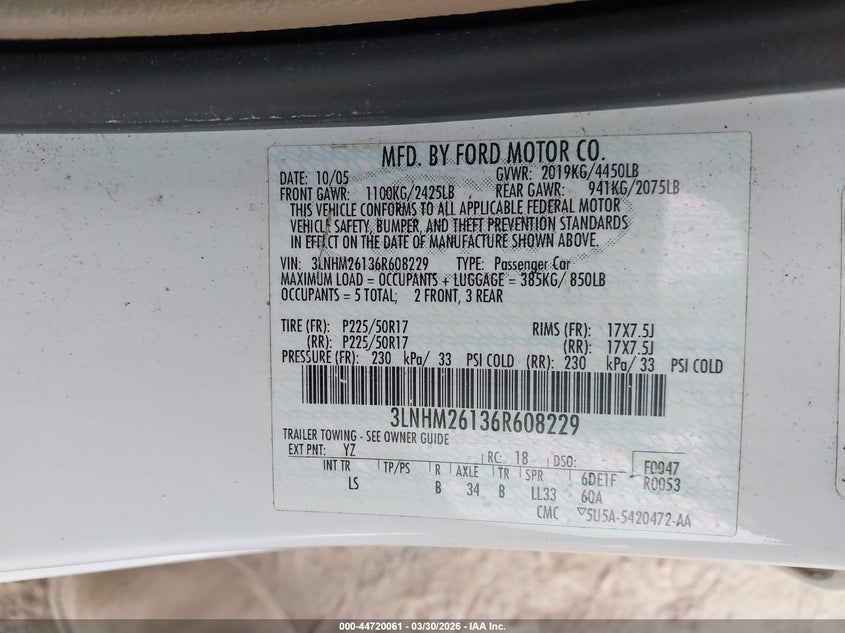 MFD. BY FORD MOTOR CO.
DATE: 10/05 GVWR: 2019KG/4450LB
FRONT GAWR: 1100KG/2425LB REAR GAWR: 941KG/2075LB
THIS VEHICLE CONFORMS TO ALL APPLICABLE FEDERAL MOTOR
VEHICLE SAFETY, BUMPER, AND THEFT PREVENTION STANDARDS
IN EFFECT ON THE DATE OF MANUFACTURE SHOWN ABOVE.
VIN: 3LNHM26136R608229 TYPE: Passenger Car
MAXIMUM LOAD = OCCUPANTS + LUGGAGE = 385KG/ 850LB
OCCUPANTS = 5 TOTAL; 2 FRONT, 3 REAR
TIRE (FR): P225/50R17 RIMS (FR): 17X7.5J
(RR): P225/50R17 (RR): 17X7.5J
PRESSURE (FR): 230 kPa/ 33 PSI COLD (RR): 230 kPa/ 33 PSI COLD
3LNHM26136R608229
TRAILER TOWING - SEE OWNER GUIDE
EXT PNT: YZ RC: 18 DSO: F0047
INT TR TP/PS R AXLE TR SPR 6DE1F R0053
LS B 34 B LL33 60A
CMC 5U5A-5420472-AA
000-44720061 | 03/30/2026 - IAA Inc.